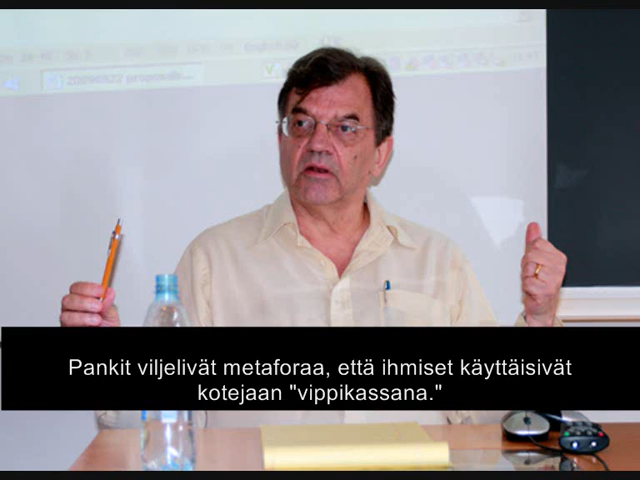 Pankit viljelivät metaforaa, että ihmiset käyttäisivät
kotejaan "vippikassana."